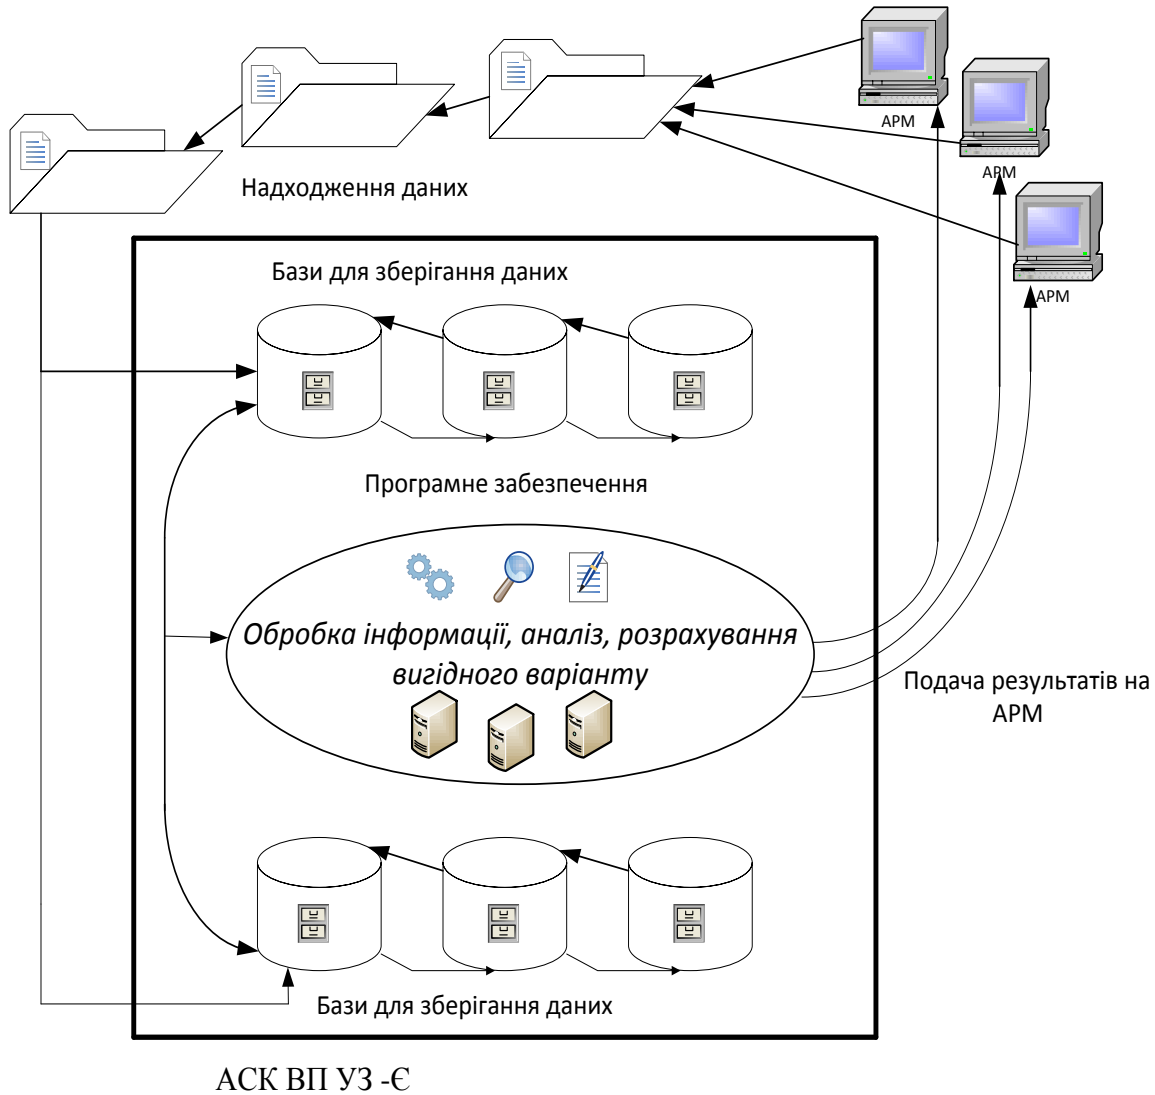 АРМ
АРМ
Надходження даних
АРМ
Бази для зберігання даних
Програмне забезпечення
Обробка інформації, аналіз, розрахування
вигідного варіанту
Подача результатів на
АРМ
Бази для зберігання даних
АСК ВП УЗ -Є